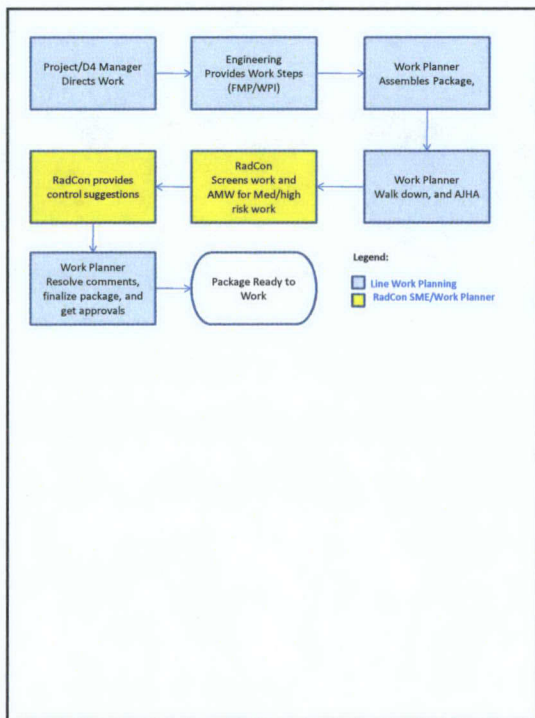 Project/D4 Manager
Directs Work
Engineering
Provides Work Steps
(FMP/WPI)
Work Planner
Assembles Package,
RadCon provides
control suggestions
RadCon
Screens work and
AMW for Med/high
risk work
Work Planner
Walk down, and AJHA
Work Planner
Resolve comments,
finalize package, and
get approvals
Package Ready to
Work
Legend:
Line Work Planning
RadCon SME/Work Planner